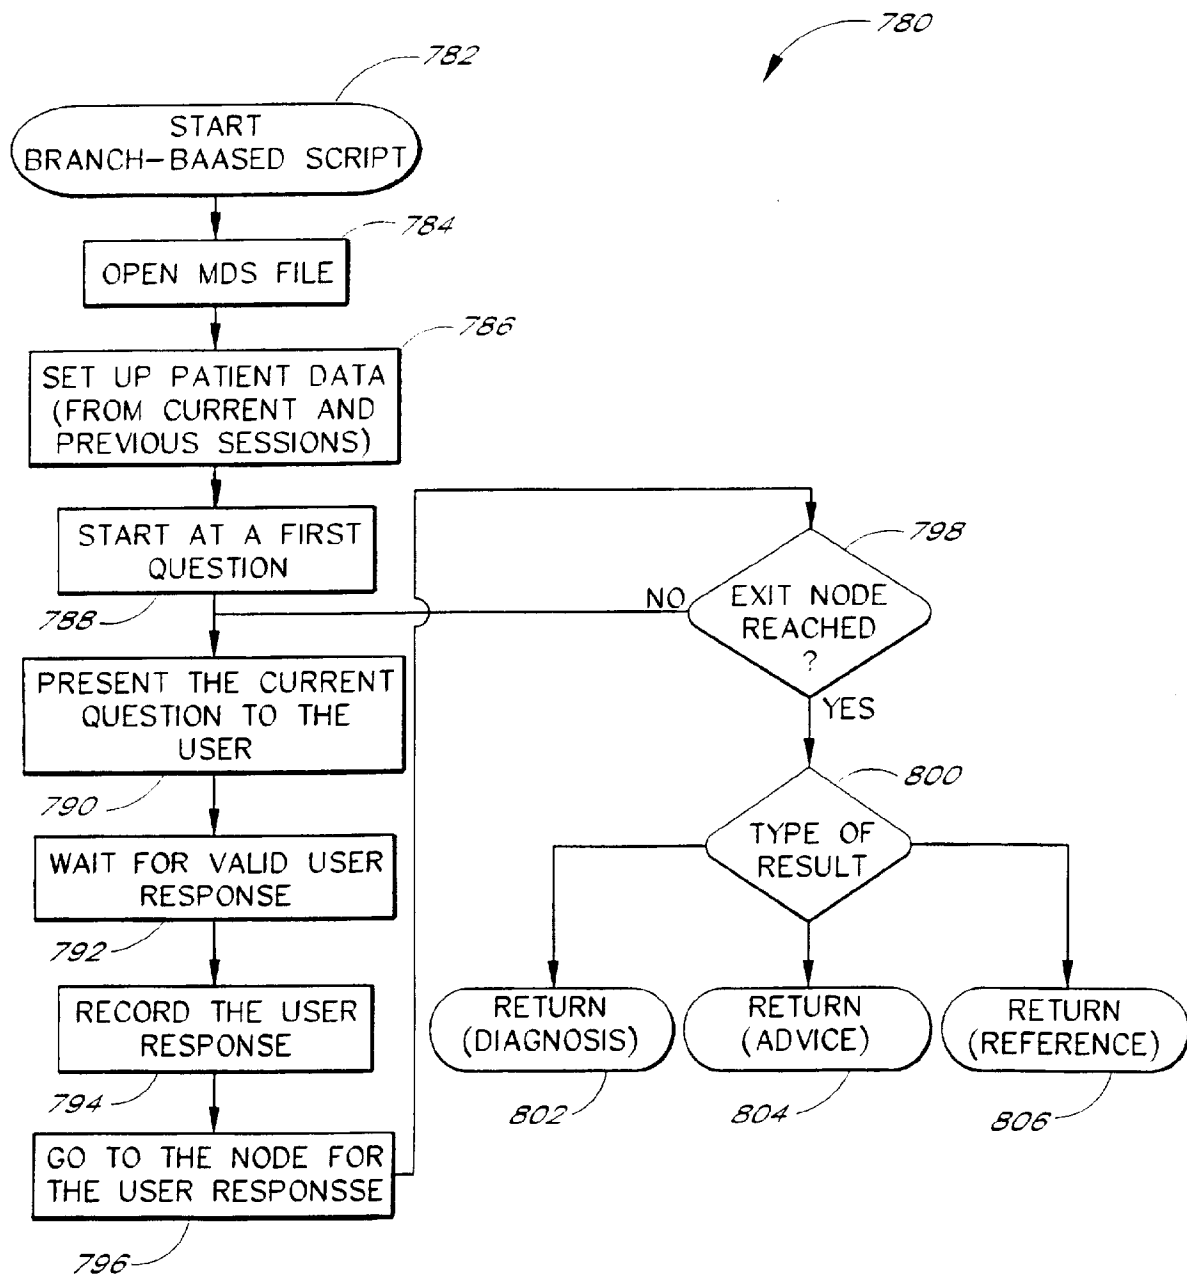 780
782
START
BRANCH-BAASED SCRIPT
784
OPEN MDS FILE
786
SET UP PATIENT DATA
(FROM CURRENT AND
PREVIOUS SESSIONS)
START AT A FIRST
QUESTION
788
798
NO
EXIT NODE
REACHED
?
YES
PRESENT THE CURRENT
QUESTION TO THE
USER
790
800
TYPE OF
RESULT
WAIT FOR VALID USER
RESPONSE
792
RECORD THE USER
RESPONSE
794
RETURN
(DIAGNOSIS)
802
RETURN
(ADVICE)
804
RETURN
(REFERENCE)
806
GO TO THE NODE FOR
THE USER RESPONSSE
796